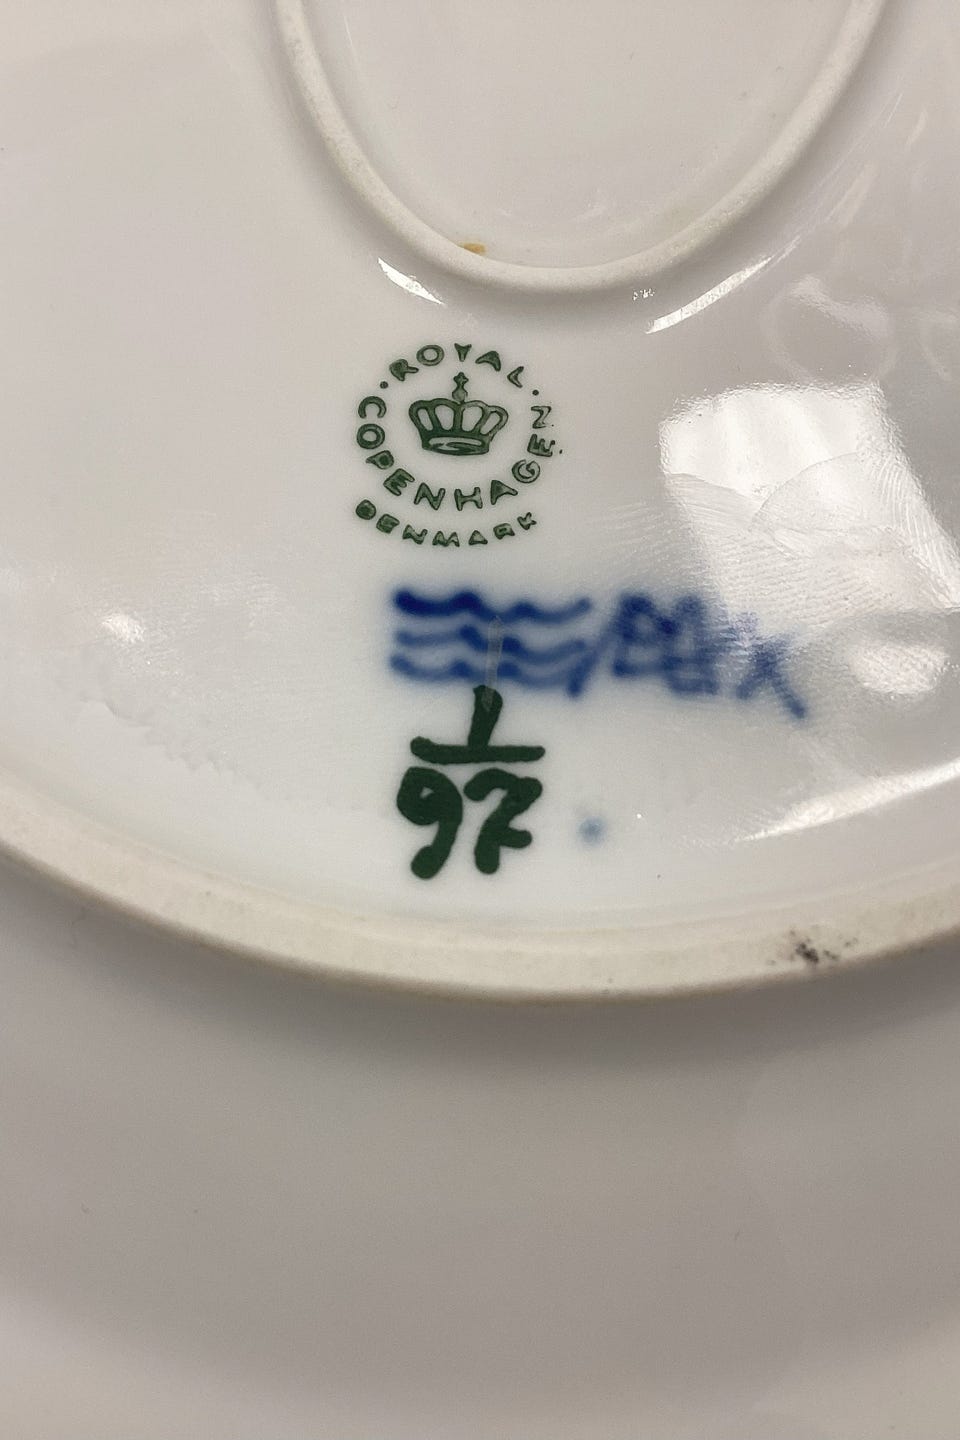 ROYAL
COPENHAGEN
DENMARK
1
97